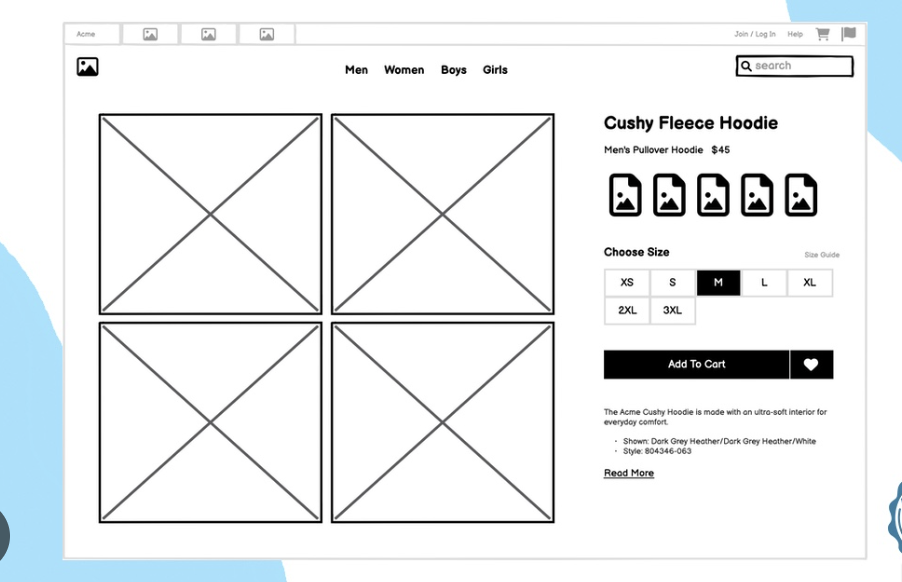 Acme
Join / Log In Help
Men Women Boys Girls
search
Cushy Fleece Hoodie
Men's Pullover Hoodie $45
Choose Size
Size Guide
XS S M L XL
2XL 3XL
Add To Cart
The Acme Cushy Hoodie is made with an ultra-soft interior for
everyday comfort.
· Shown: Dark Grey Heather/Dark Grey Heather/White
· Style: 804346-063
Read More